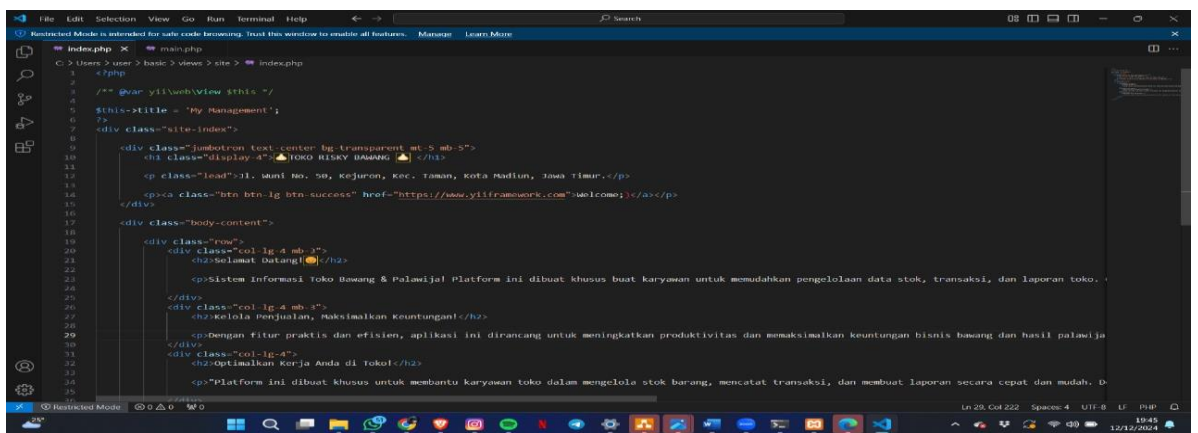 File Edit Selection View Go Run Terminal Help Search
Restricted Mode is intended for safe code browsing. Trust this window to enable all features. Manage Learn More
index.php main.php
C: > Users > user > basic > views > site > index.php
1 <?php
2
3 /** @var yii\web\View $this */
4
5 $this->title = 'My Management';
6 ?>
7 <div class="site-index">
8
9 <div class="jumbotron text-center bg-transparent mt-5 mb-5">
10 <h1 class="display-4">🧄TOKO RISKY BAWANG 🧄 </h1>
11
12 <p class="lead">Jl. Wuni No. 50, Kejuron, Kec. Taman, Kota Madiun, Jawa Timur.</p>
13
14 <p><a class="btn btn-lg btn-success" href="https://www.yiiframework.com">Welcome;)</a></p>
15 </div>
16
17 <div class="body-content">
18
19 <div class="row">
20 <div class="col-lg-4 mb-3">
21 <h2>Selamat Datang!😊</h2>
22
23 <p>Sistem Informasi Toko Bawang & Palawija! Platform ini dibuat khusus buat karyawan untuk memudahkan pengelolaan data stok, transaksi, dan laporan toko.
24
25 </div>
26 <div class="col-lg-4 mb-3">
27 <h2>Kelola Penjualan, Maksimalkan Keuntungan!</h2>
28
29 <p>Dengan fitur praktis dan efisien, aplikasi ini dirancang untuk meningkatkan produktivitas dan memaksimalkan keuntungan bisnis bawang dan hasil palawija
30 </div>
31 <div class="col-lg-4">
32 <h2>Optimalkan Kerja Anda di Toko!</h2>
33
34 <p>"Platform ini dibuat khusus untuk membantu karyawan toko dalam mengelola stok barang, mencatat transaksi, dan membuat laporan secara cepat dan mudah. D
35
Restricted Mode 0 0 0 Ln 29, Col 222 Spaces: 4 UTF-8 LF PHP
25° 19:45
12/12/2024